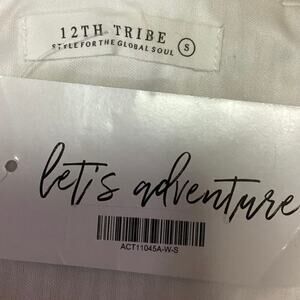 12TH TRIBE
STYLE FOR THE GLOBAL SOUL
S
let's adventure
ACT11045A-W-S